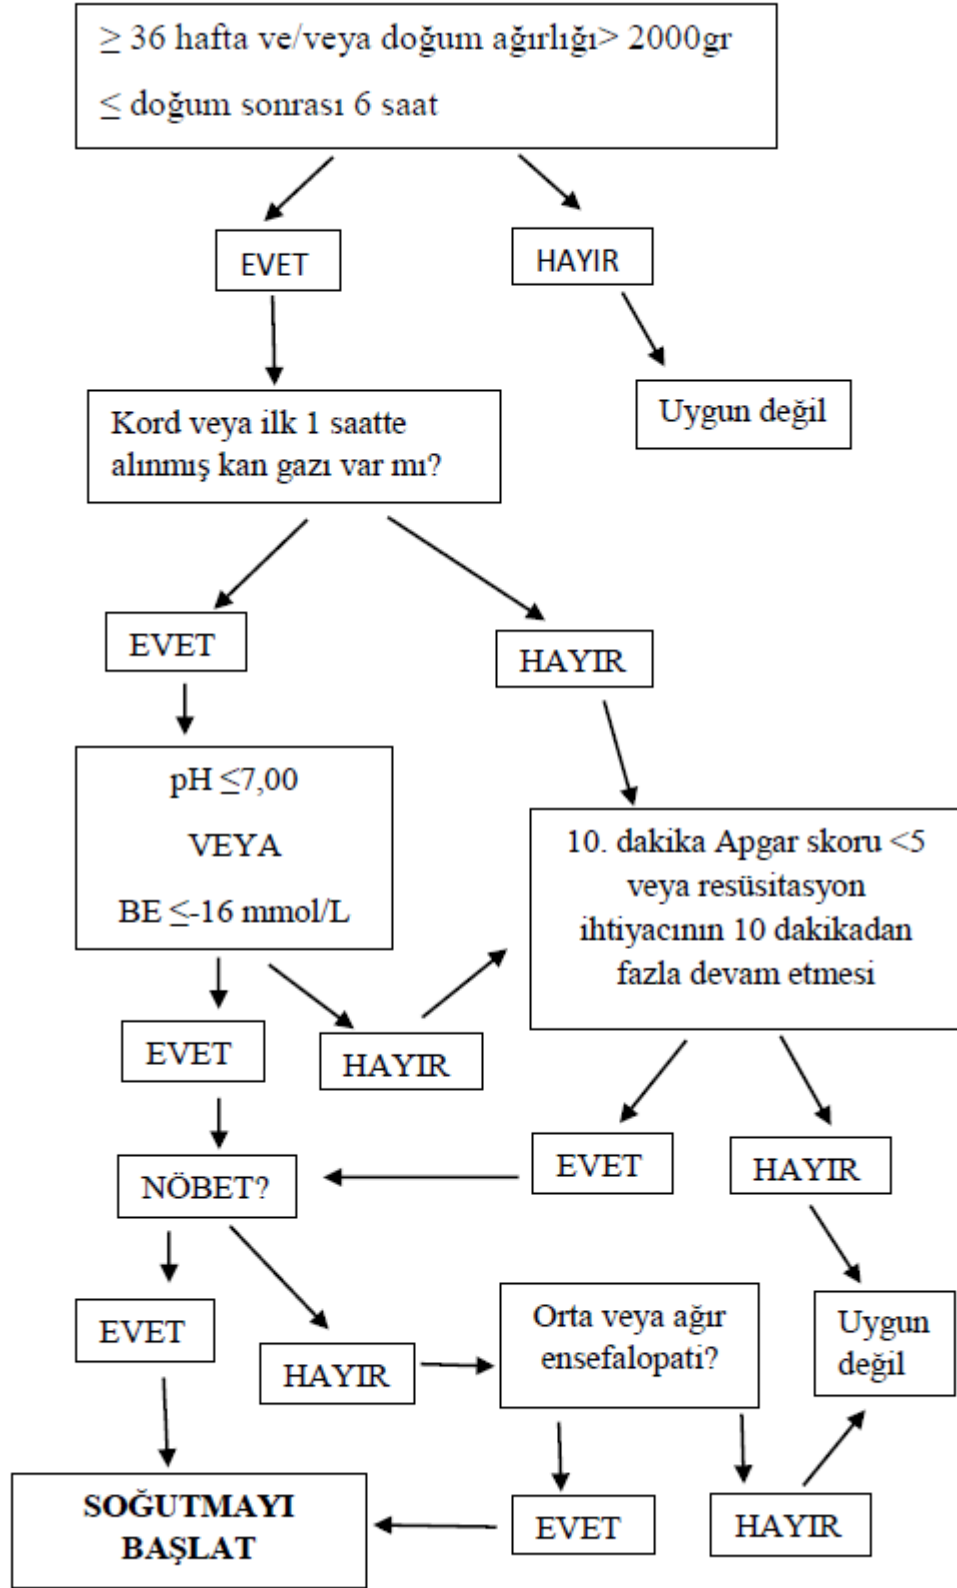 ≥ 36 hafta ve/veya doğum ağırlığı> 2000gr
≤ doğum sonrası 6 saat
EVET
HAYIR
Kord veya ilk 1 saatte
alınmış kan gazı var mı?
Uygun değil
EVET
HAYIR
pH ≤7,00
VEYA
BE ≤-16 mmol/L
10. dakika Apgar skoru <5
veya resüsitasyon
ihtiyacının 10 dakikadan
fazla devam etmesi
EVET
HAYIR
EVET
HAYIR
NÖBET?
EVET
HAYIR
Orta veya ağır
ensefalopati?
Uygun
değil
SOĞUTMAYI
BAŞLAT
EVET
HAYIR